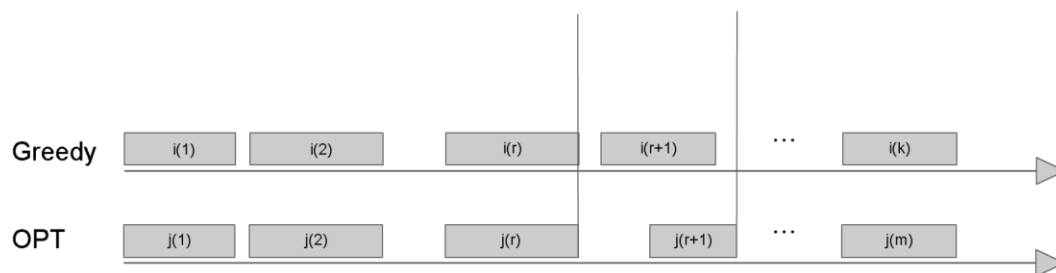 Greedy i(1) i(2) i(r) i(r+1) ... i(k)
OPT j(1) j(2) j(r) j(r+1) ... j(m)